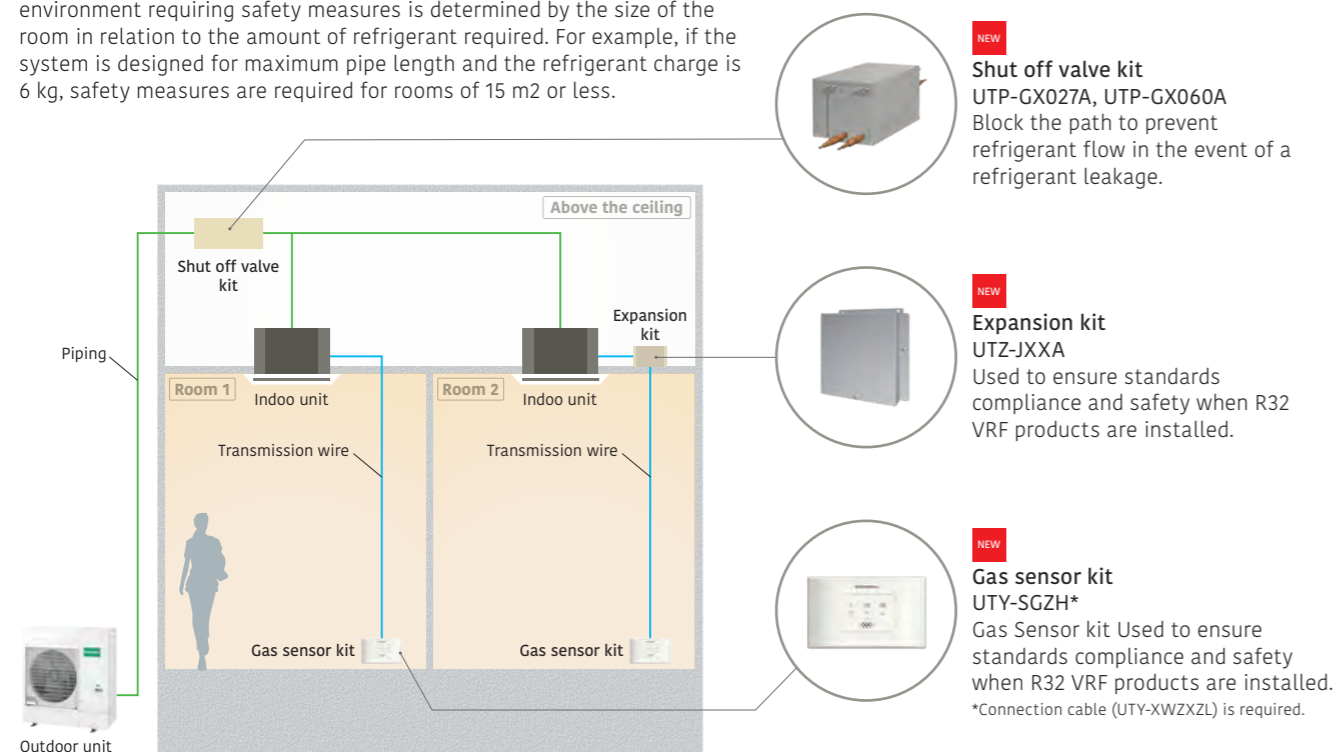 environment requiring safety measures is determined by the size of the
room in relation to the amount of refrigerant required. For example, if the
system is designed for maximum pipe length and the refrigerant charge is
6 kg, safety measures are required for rooms of 15 m2 or less.
Above the ceiling
Shut off valve
kit
Expansion
kit
Piping
Room 1
Indoo unit
Room 2
Indoo unit
Transmission wire
Transmission wire
Gas sensor kit
Gas sensor kit
Outdoor unit
NEW
Shut off valve kit
UTP-GX027A, UTP-GX060A
Block the path to prevent
refrigerant flow in the event of a
refrigerant leakage.
NEW
Expansion kit
UTZ-JXXA
Used to ensure standards
compliance and safety when R32
VRF products are installed.
NEW
Gas sensor kit
UTY-SGZH*
Gas Sensor kit Used to ensure
standards compliance and safety
when R32 VRF products are installed.
*Connection cable (UTY-XWZXZL) is required.